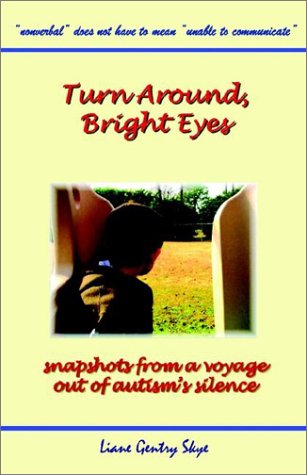 "nonverbal" does not have to mean "unable to communicate"
Turn Around,
Bright Eyes
snapshots from a voyage
out of autism's silence
Liane Gentry Skye